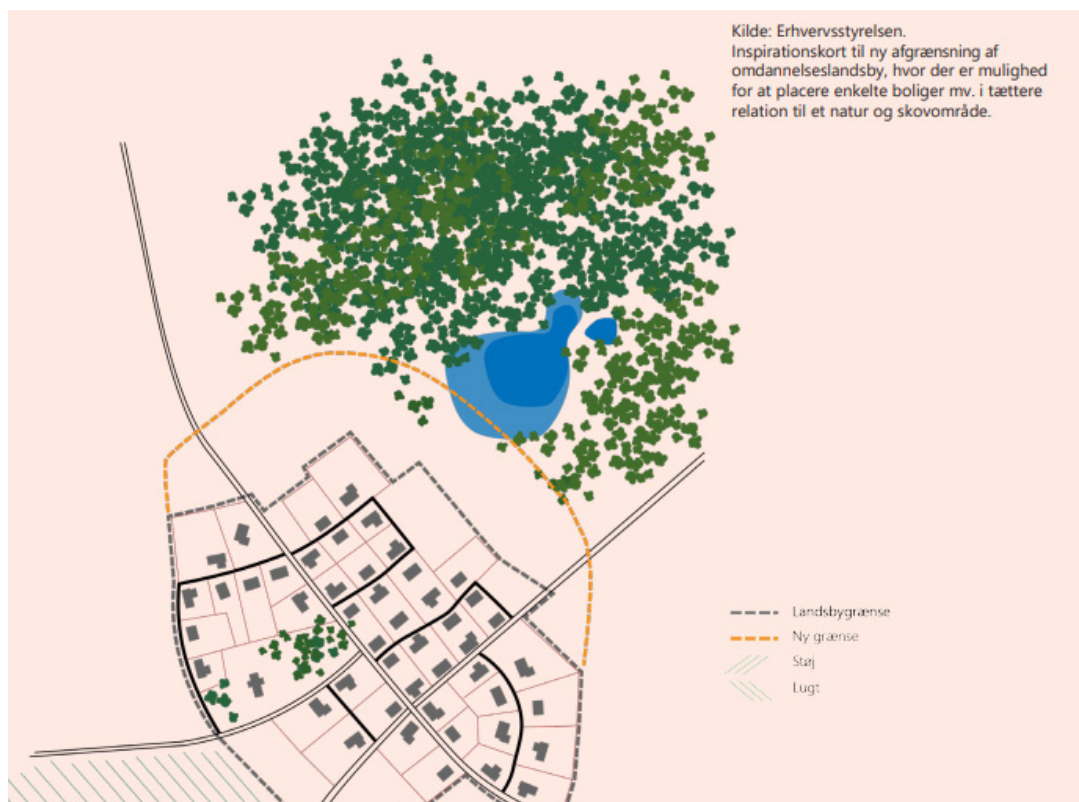 Kilde: Erhvervsstyrelsen.
Inspirationskort til ny afgrænsning af
omdannelseslandsby, hvor der er mulighed
for at placere enkelte boliger mv. i tættere
relation til et natur og skovområde.
Landsbygrænse
Ny grænse
Støj
Lugt